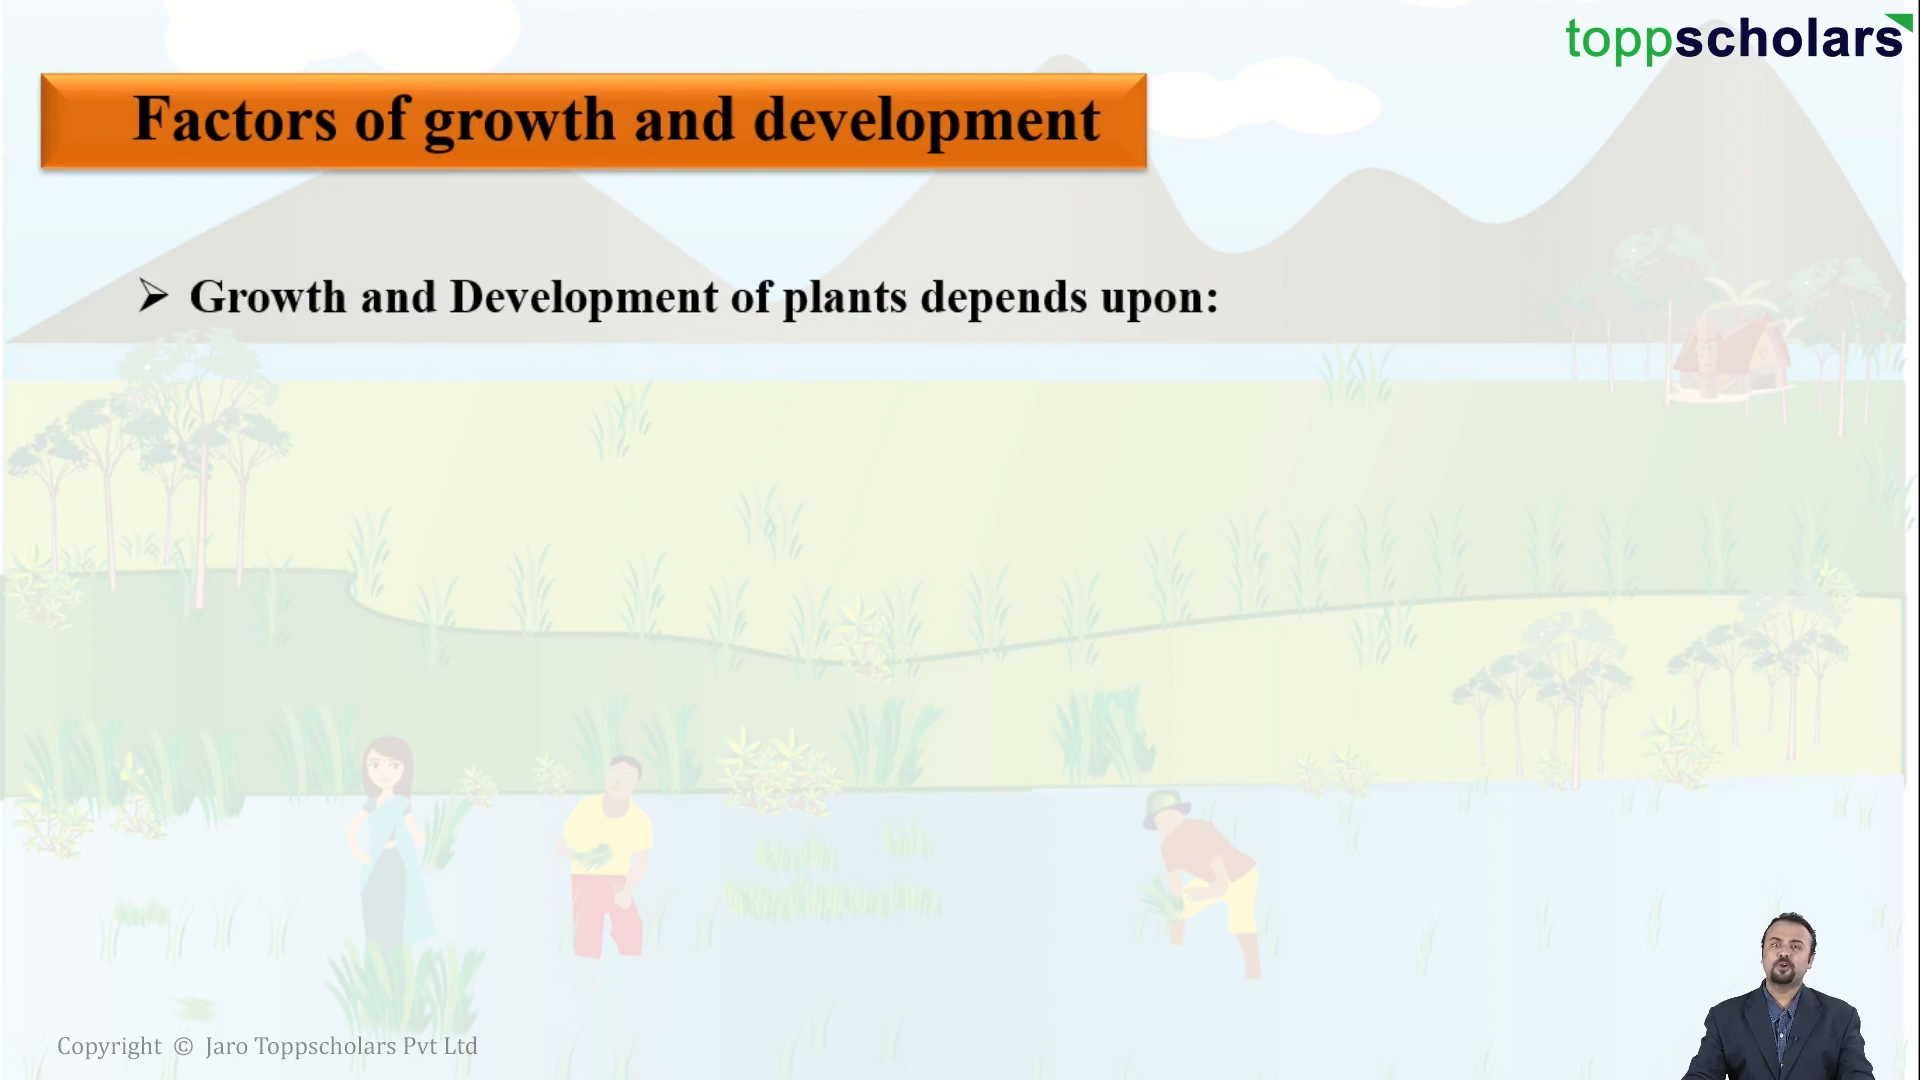 toppscholars
Factors of growth and development
➢ Growth and Development of plants depends upon:
Copyright © Jaro Toppscholars Pvt Ltd